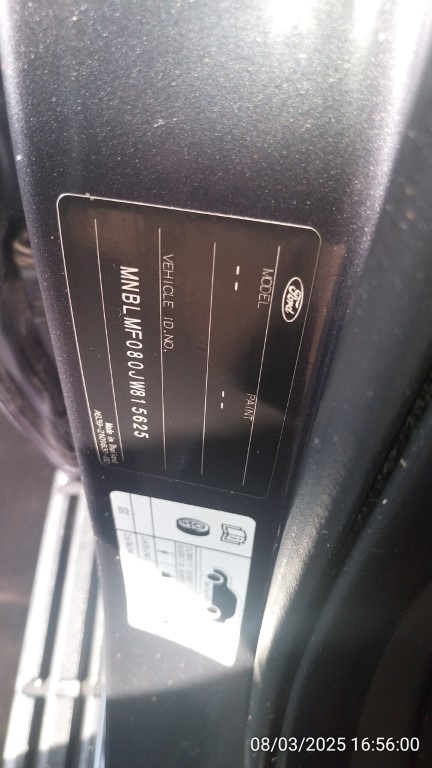 Ford
MODEL PAINT
-- --
VEHICLE ID.NO.
MNBLMF080JW815625
Made in Thailand
08/03/2025 16:56:00